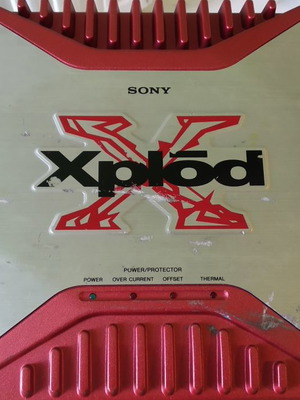 SONY
Xplōd
POWER/PROTECTOR
POWER OVER CURRENT OFFSET THERMAL